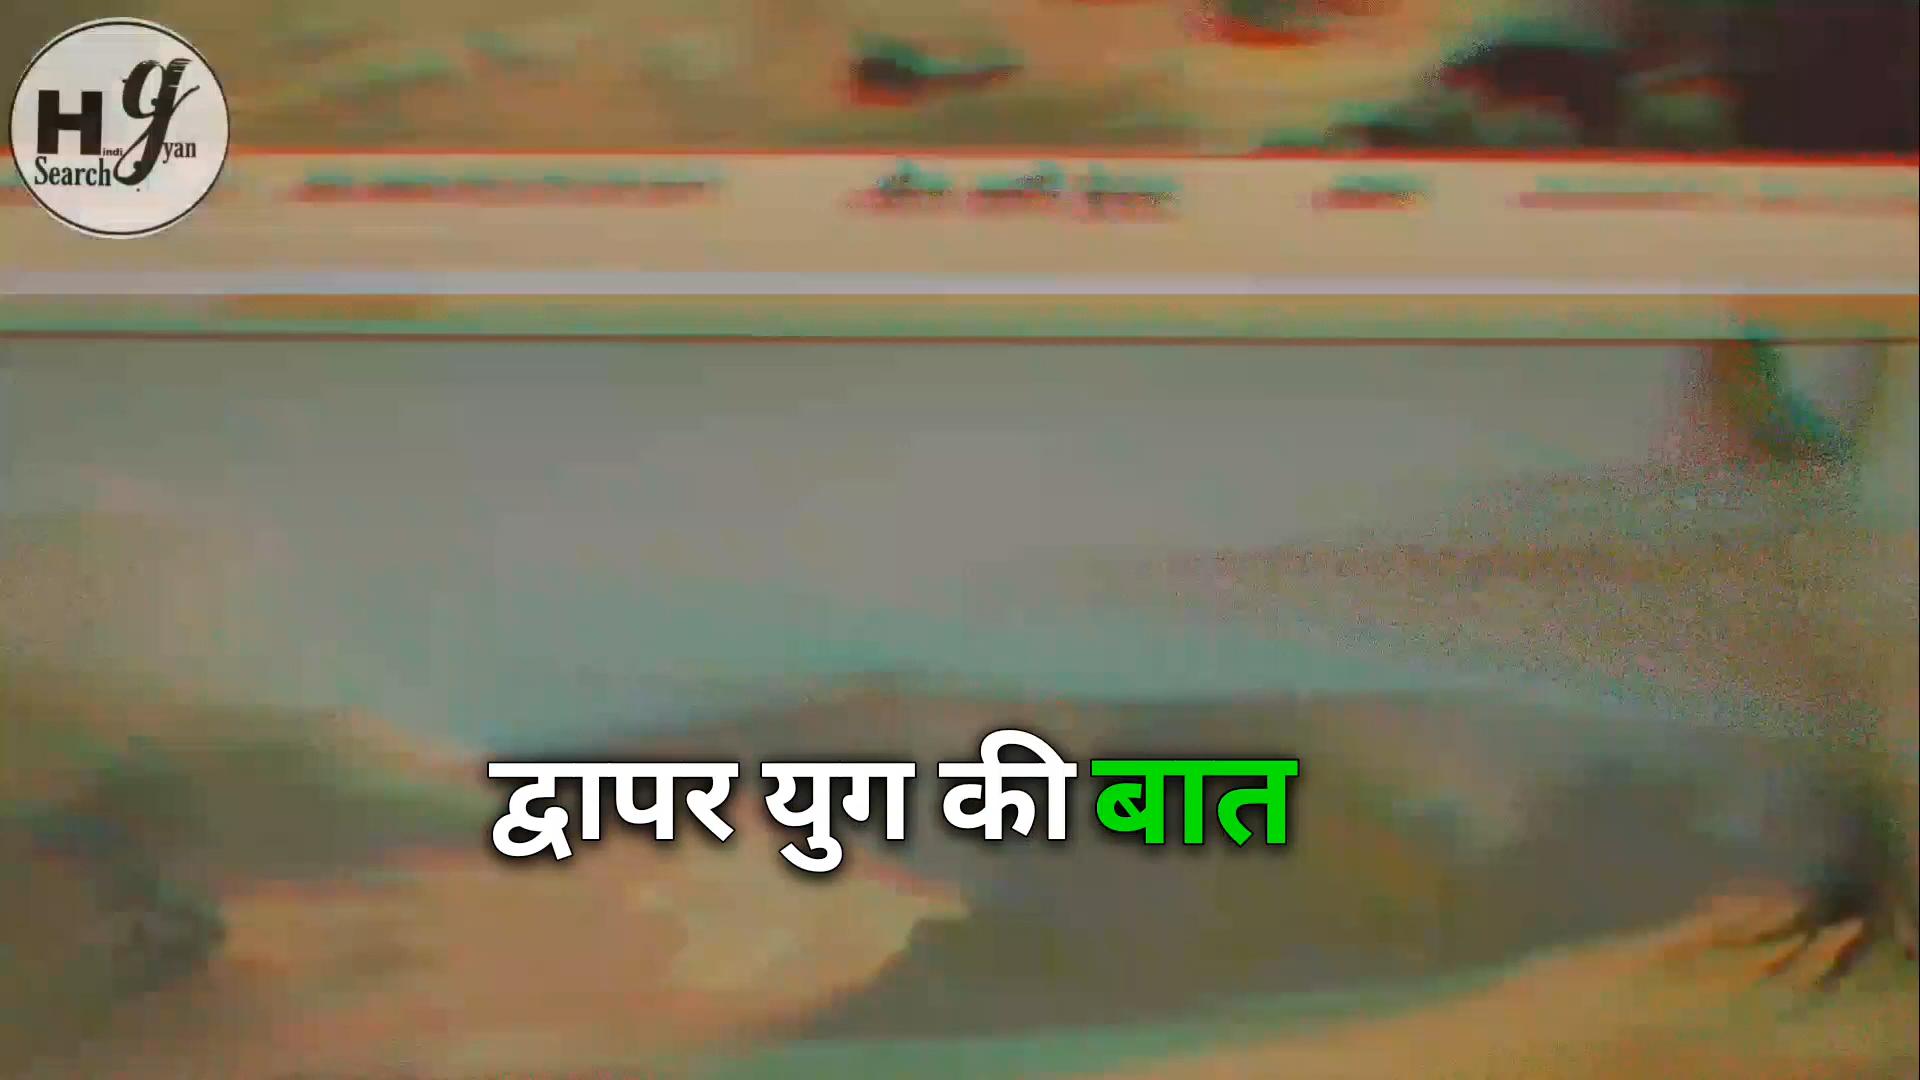 Hindi gyan
Search
द्वापर युग की बात